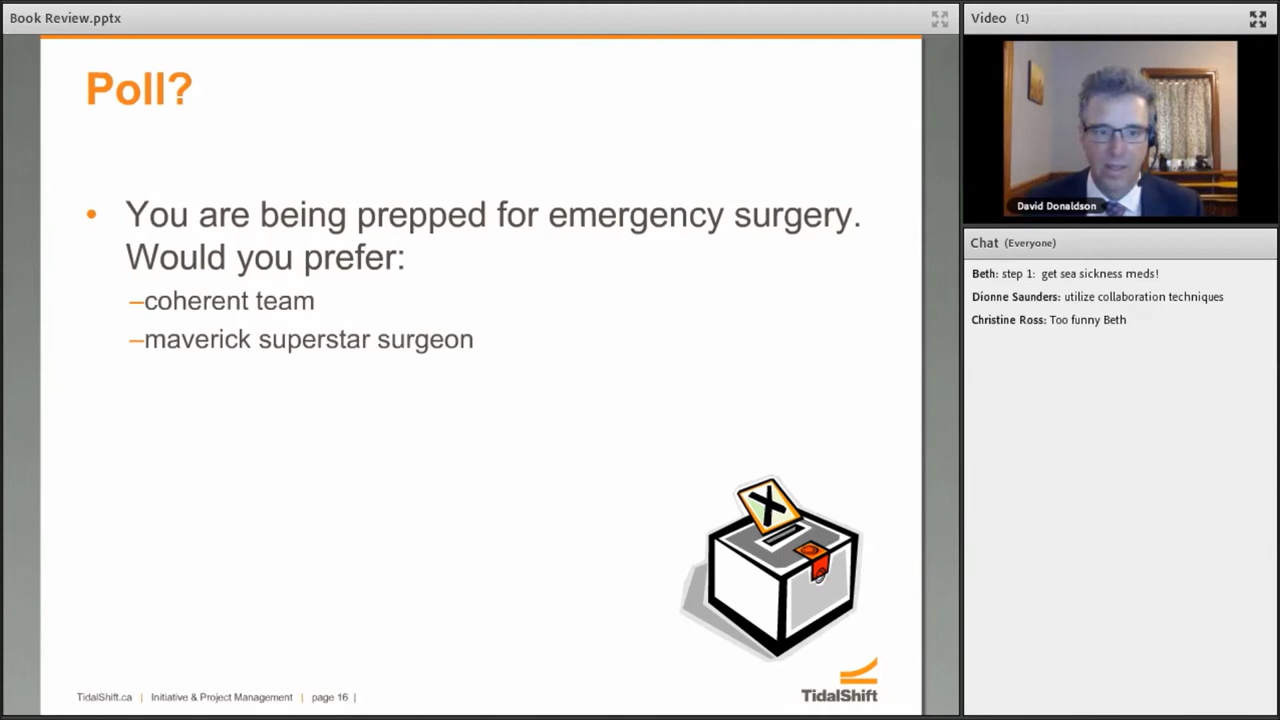 Book Review.pptx
Poll?
• You are being prepped for emergency surgery.
Would you prefer:
–coherent team
–maverick superstar surgeon
X
TidalShift
TidalShift.ca | Initiative & Project Management | page 16 |
Video (1)
David Donaldson
Chat (Everyone)
Beth: step 1: get sea sickness meds!
Dionne Saunders: utilize collaboration techniques
Christine Ross: Too funny Beth